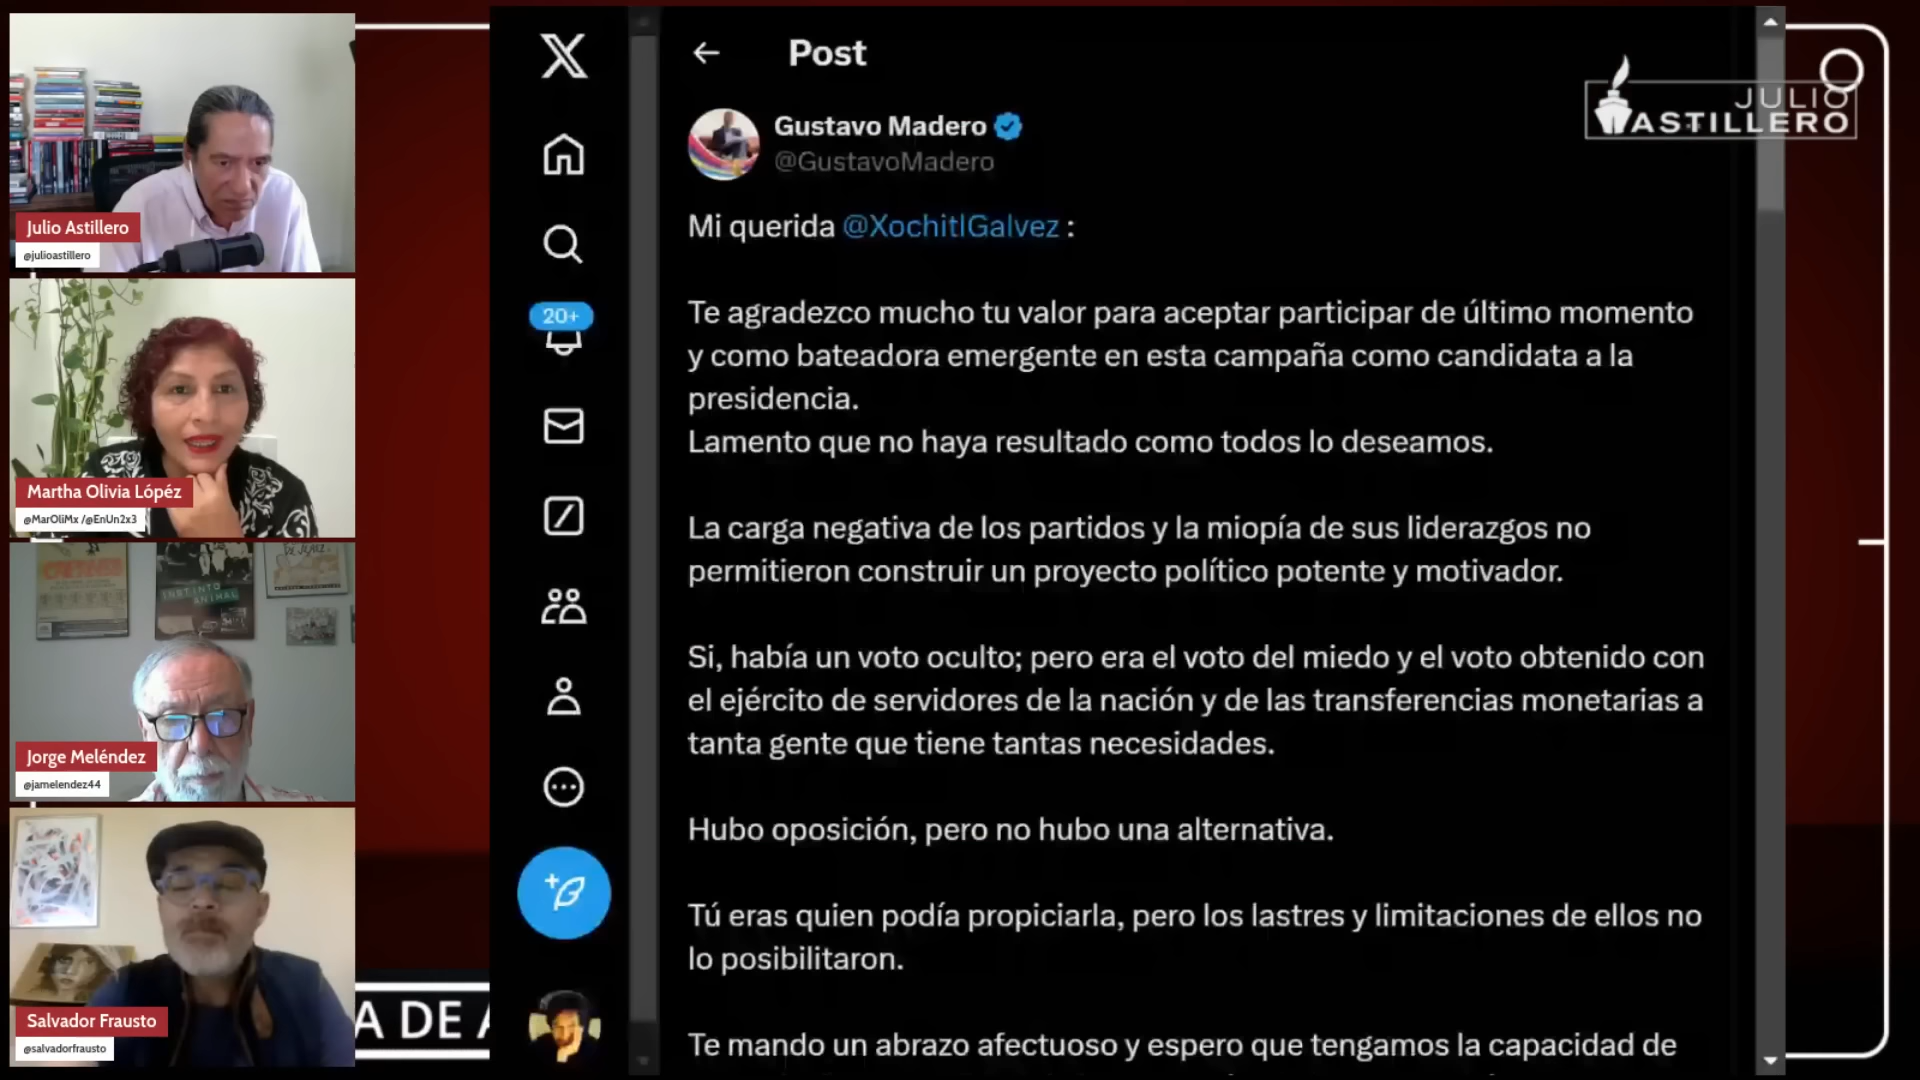 Julio Astillero
@julioastillero
Martha Olivia Lópéz
@MarOliMx /@EnUn2x3
INSTINTO
ANIMAL
Jorge Meléndez
@jamelendez44
Salvador Frausto
@salvadorfrausto
A DE A
20+
Post
Gustavo Madero
@GustavoMadero
Mi querida @XochitlGalvez :
Te agradezco mucho tu valor para aceptar participar de último momento
y como bateadora emergente en esta campaña como candidata a la
presidencia.
Lamento que no haya resultado como todos lo deseamos.
La carga negativa de los partidos y la miopía de sus liderazgos no
permitieron construir un proyecto político potente y motivador.
Si, había un voto oculto; pero era el voto del miedo y el voto obtenido con
el ejército de servidores de la nación y de las transferencias monetarias a
tanta gente que tiene tantas necesidades.
Hubo oposición, pero no hubo una alternativa.
Tú eras quien podía propiciarla, pero los lastres y limitaciones de ellos no
lo posibilitaron.
Te mando un abrazo afectuoso y espero que tengamos la capacidad de
JULIO
ASTILLERO